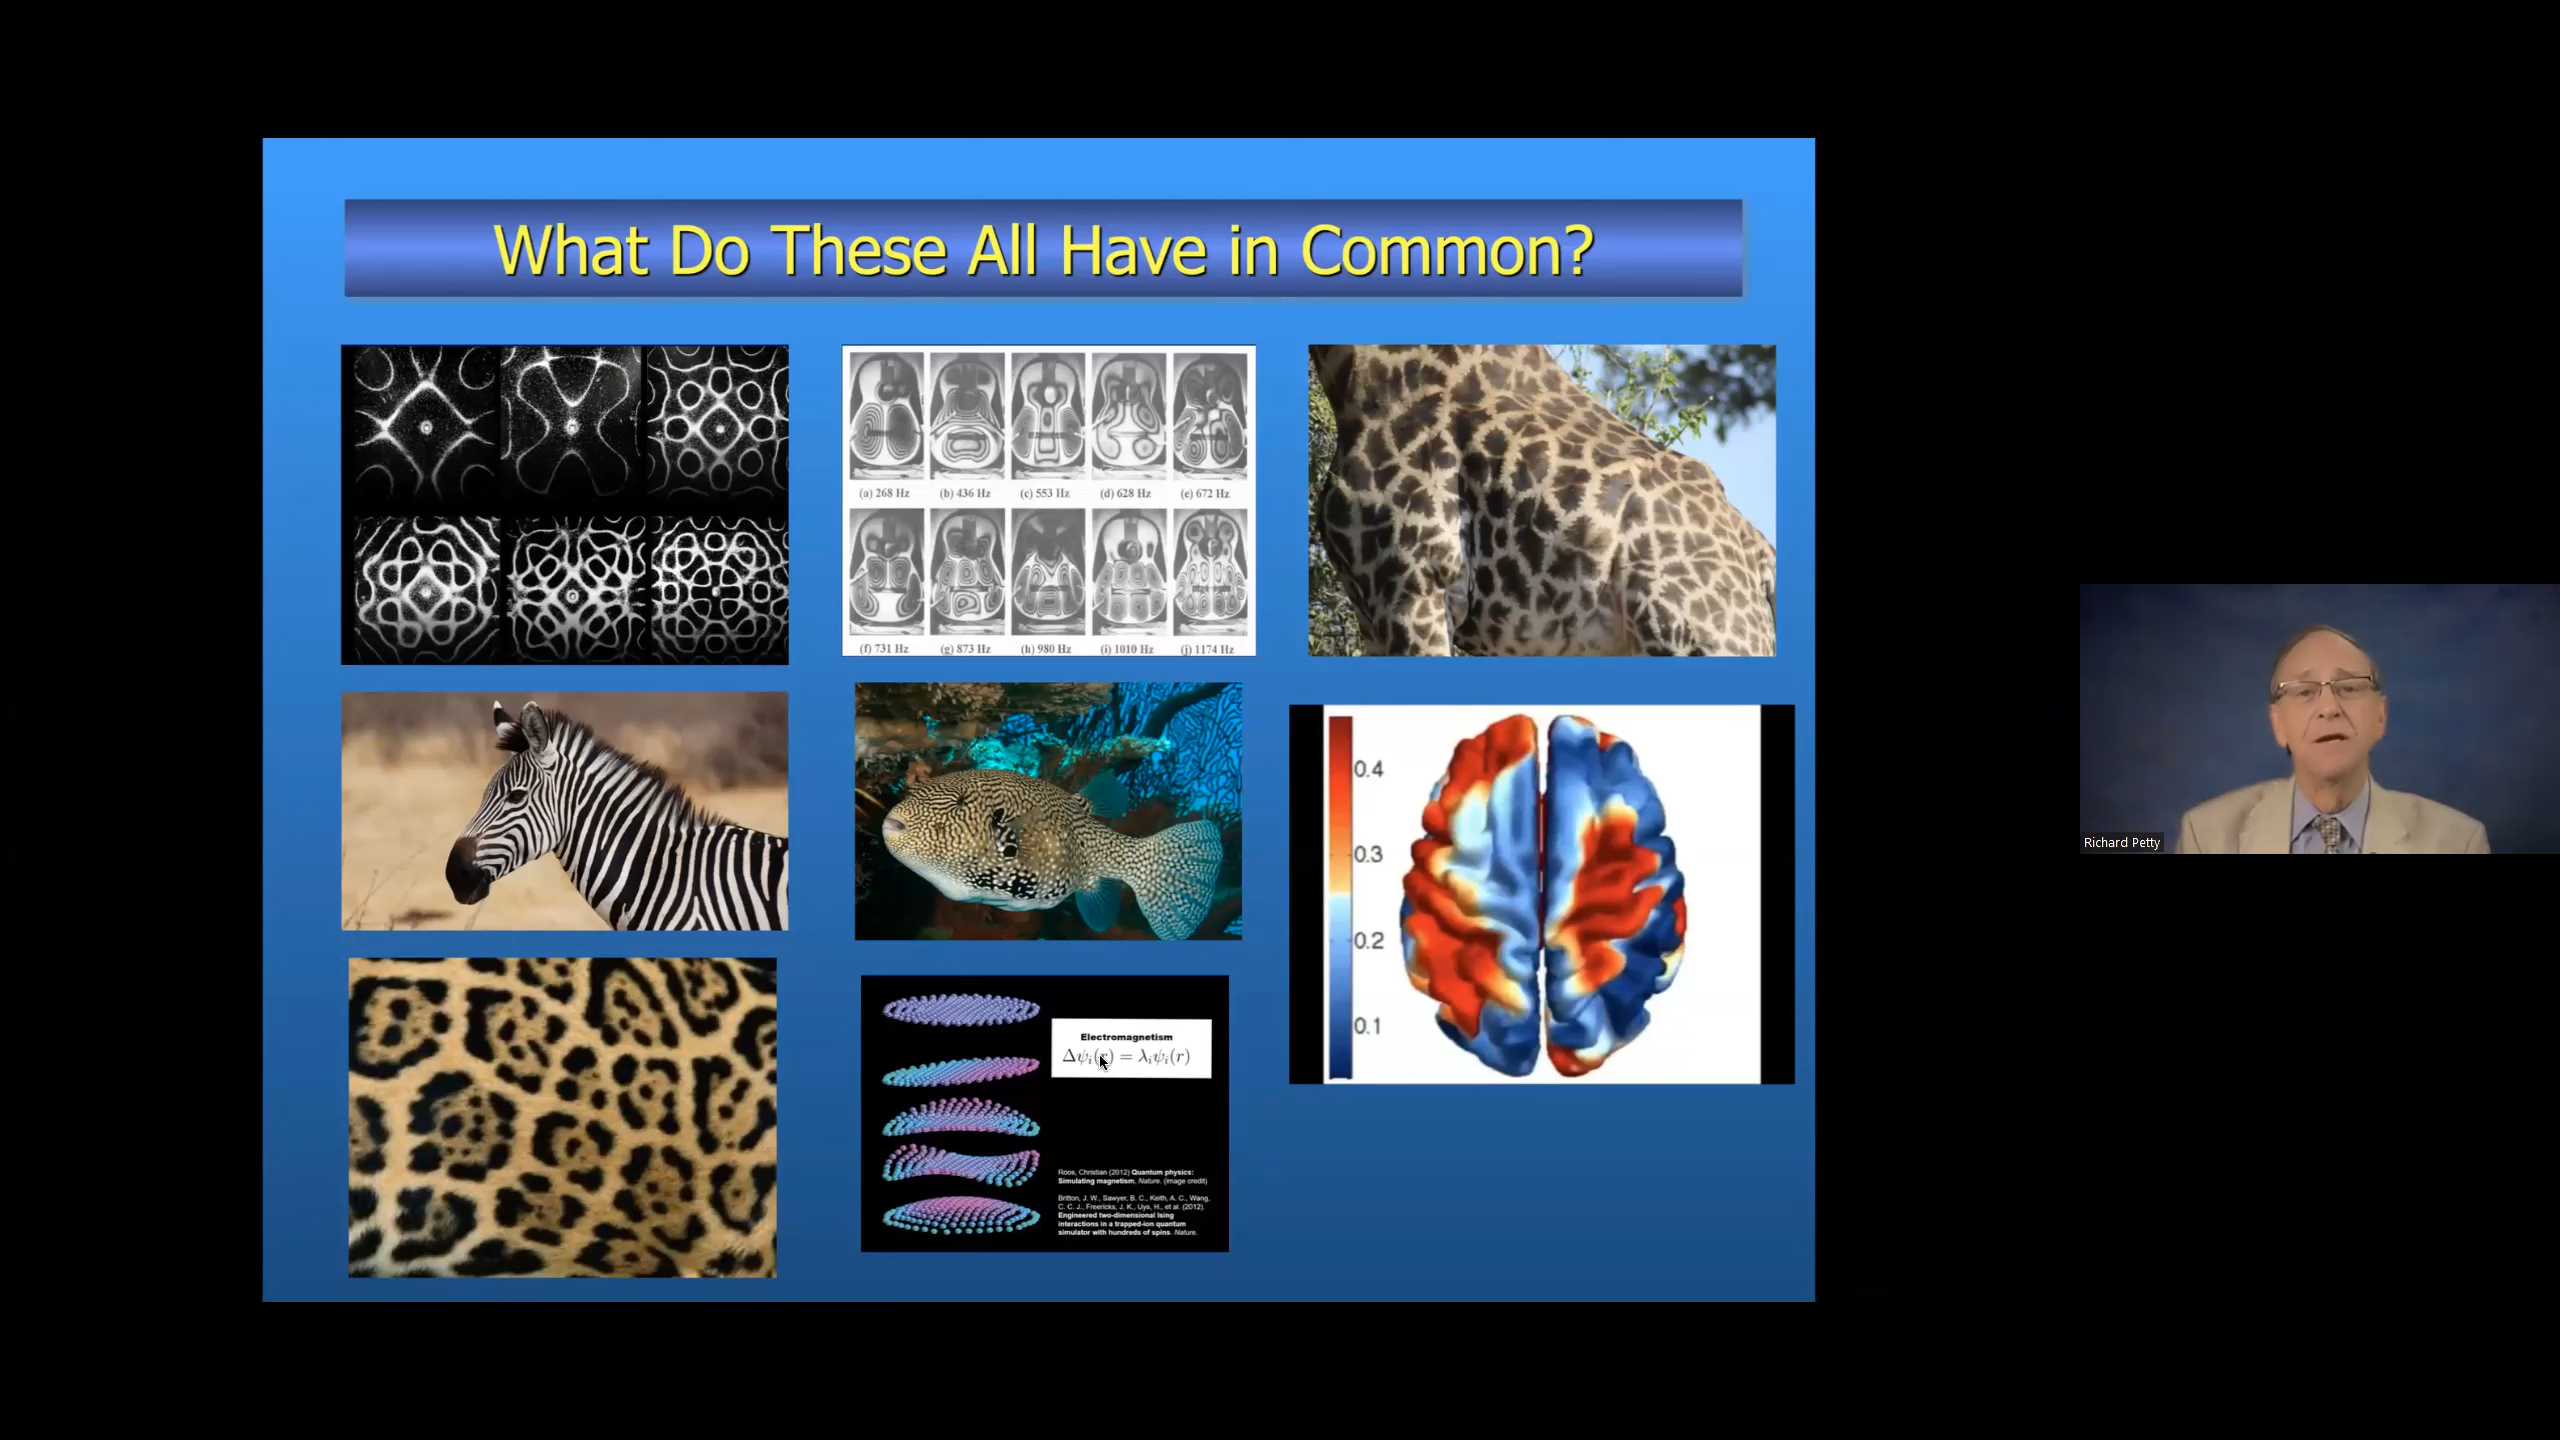 What Do These All Have in Common?
(a) 268 Hz
(b) 436 Hz
(c) 553 Hz
(d) 628 Hz
(e) 672 Hz
(f) 731 Hz
(g) 873 Hz
(h) 980 Hz
(i) 1010 Hz
(j) 1174 Hz
0.4
0.3
0.2
0.1
Electromagnetism
Δψᵢ(r) = λᵢψᵢ(r)
Roos, Christian (2012) Quantum physics:
Simulating magnetism, Nature. (image credit)
Britton, J. W., Sawyer, B. C., Keith, A. C., Wang,
C. C. J., Freericks, J. K., Uys, H., et al. (2012).
Engineered two-dimensional Ising
interactions in a trapped-ion quantum
simulator with hundreds of spins. Nature.
Richard Petty